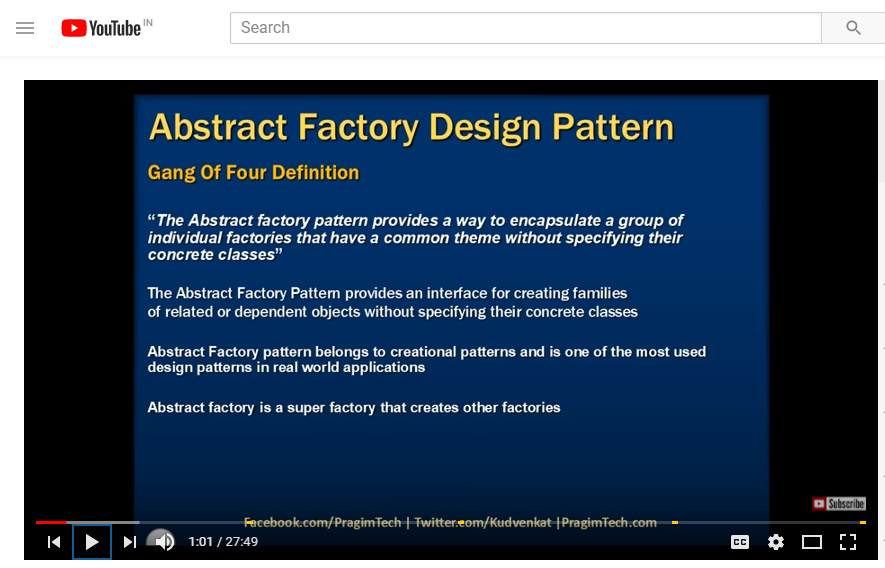 YouTube IN
Search
Abstract Factory Design Pattern
Gang Of Four Definition
“The Abstract factory pattern provides a way to encapsulate a group of
individual factories that have a common theme without specifying their
concrete classes”
The Abstract Factory Pattern provides an interface for creating families
of related or dependent objects without specifying their concrete classes
Abstract Factory pattern belongs to creational patterns and is one of the most used
design patterns in real world applications
Abstract factory is a super factory that creates other factories
Subscribe
Facebook.com/PragimTech | Twitter.com/Kudvenkat |PragimTech.com
1:01 / 27:49
CC